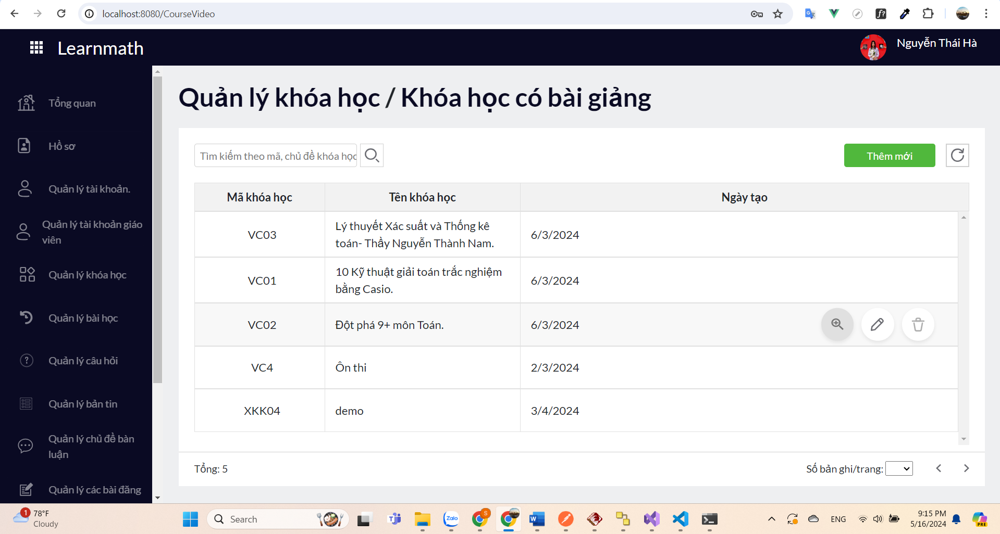 localhost:8080/CourseVideo
Learnmath
Nguyễn Thái Hà
Tổng quan
Hồ sơ
Quản lý tài khoản.
Quản lý tài khoản giáo
viên
Quản lý khóa học
Quản lý bài học
Quản lý câu hỏi
Quản lý bản tin
Quản lý chủ đề bàn
luận
Quản lý các bài đăng
Quản lý khóa học / Khóa học có bài giảng
Tìm kiếm theo mã, chủ đề khóa học
Thêm mới
Mã khóa học Tên khóa học Ngày tạo
VC03 Lý thuyết Xác suất và Thống kê
toán- Thầy Nguyễn Thành Nam. 6/3/2024
VC01 10 Kỹ thuật giải toán trắc nghiệm
bằng Casio. 6/3/2024
VC02 Đột phá 9+ môn Toán. 6/3/2024
VC4 Ôn thi 2/3/2024
XKK04 demo 3/4/2024
Tổng: 5
Số bản ghi/trang:
1
78°F
Cloudy
Search
Zalo
S
ENG
9:15 PM
5/16/2024
PRE